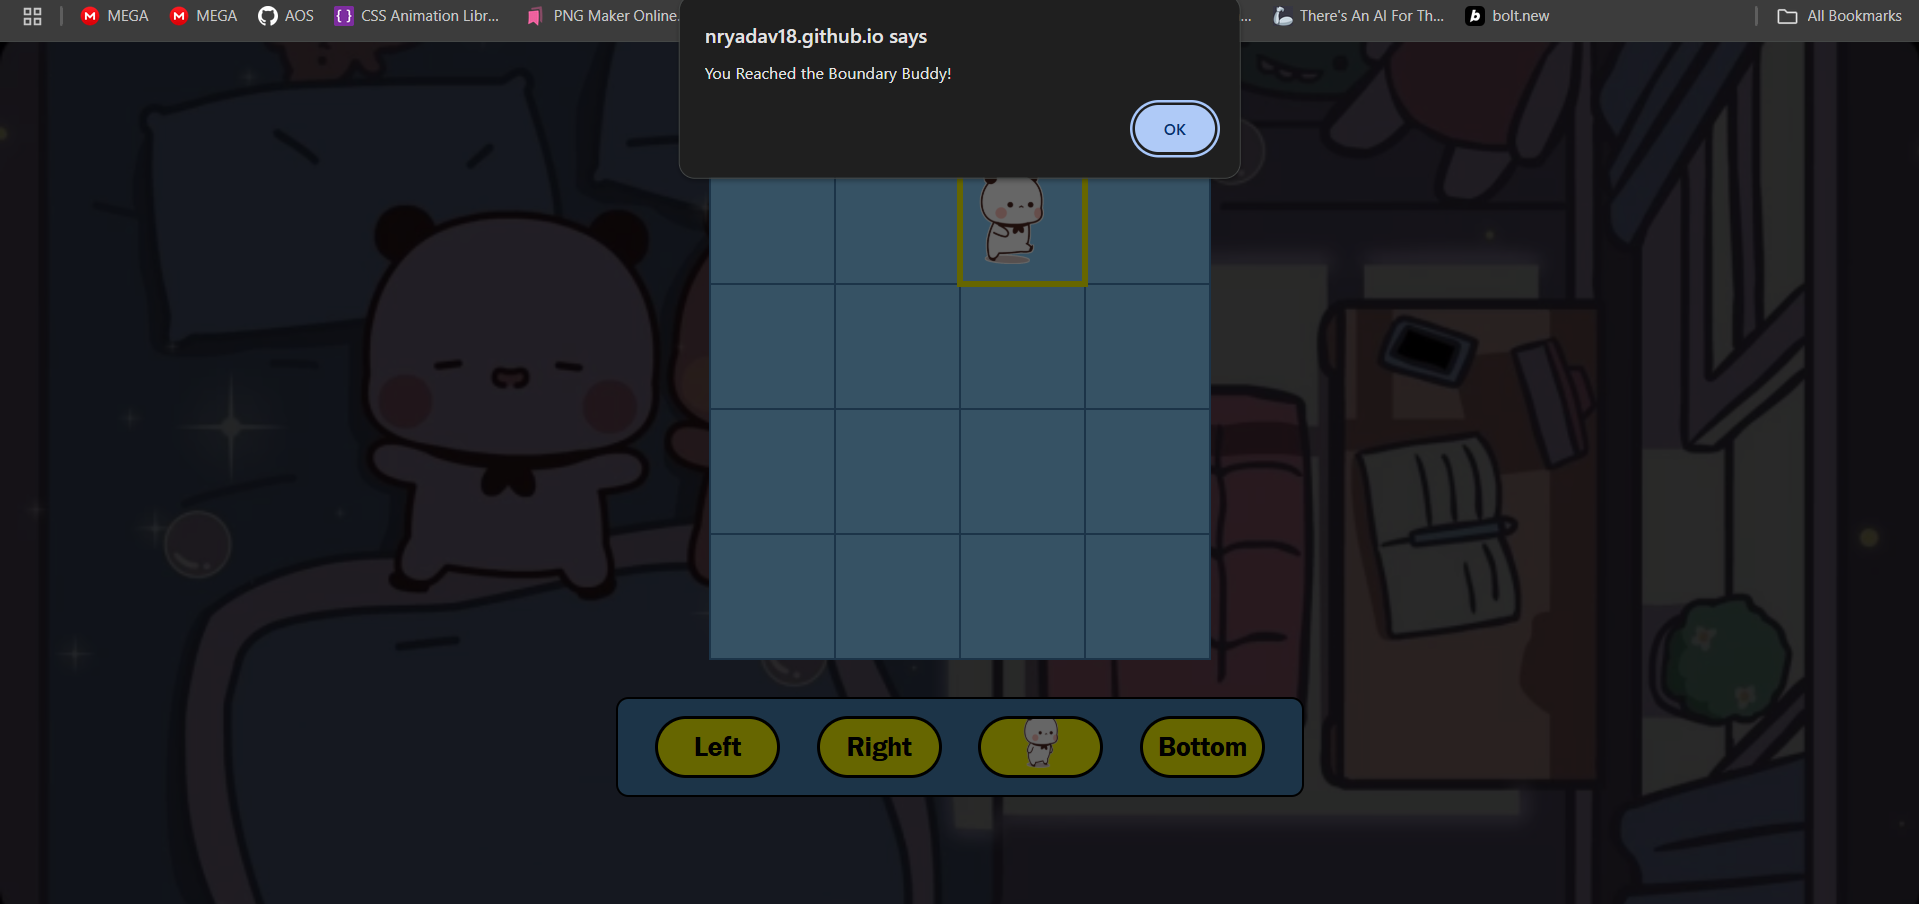 MEGA
MEGA
AOS
{ } CSS Animation Libr...
PNG Maker Online
...
There's An AI For Th...
b bolt.new
All Bookmarks
nryadav18.github.io says
You Reached the Boundary Buddy!
OK
Left
Right
Bottom